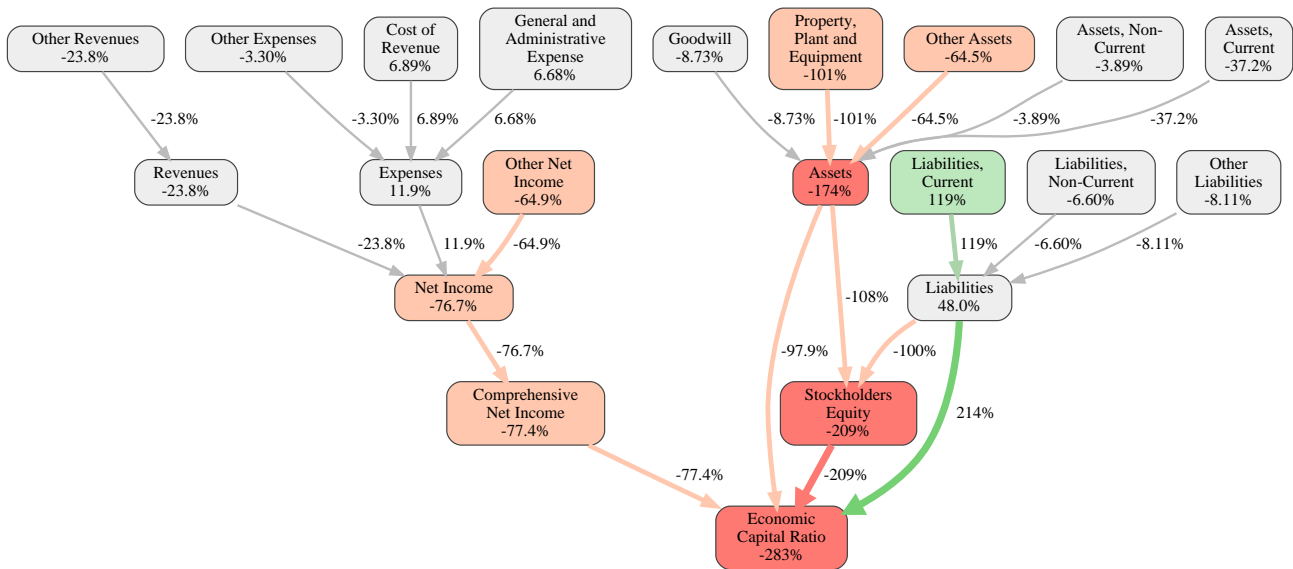 Other Revenues
-23.8%
Other Expenses
-3.30%
Cost of
Revenue
6.89%
General and
Administrative
Expense
6.68%
Goodwill
-8.73%
Property,
Plant and
Equipment
-101%
Other Assets
-64.5%
Assets, Non-
Current
-3.89%
Assets,
Current
-37.2%
-23.8%
-3.30%
6.89%
6.68%
-8.73%
-101%
-64.5%
-3.89%
-37.2%
Revenues
-23.8%
Expenses
11.9%
Other Net
Income
-64.9%
Assets
-174%
Liabilities,
Current
119%
Liabilities,
Non-Current
-6.60%
Other
Liabilities
-8.11%
-23.8%
11.9%
-64.9%
119%
-6.60%
-8.11%
Net Income
-76.7%
-108%
Liabilities
48.0%
-76.7%
-97.9%
-100%
Comprehensive
Net Income
-77.4%
Stockholders
Equity
-209%
214%
-77.4%
-209%
Economic
Capital Ratio
-283%